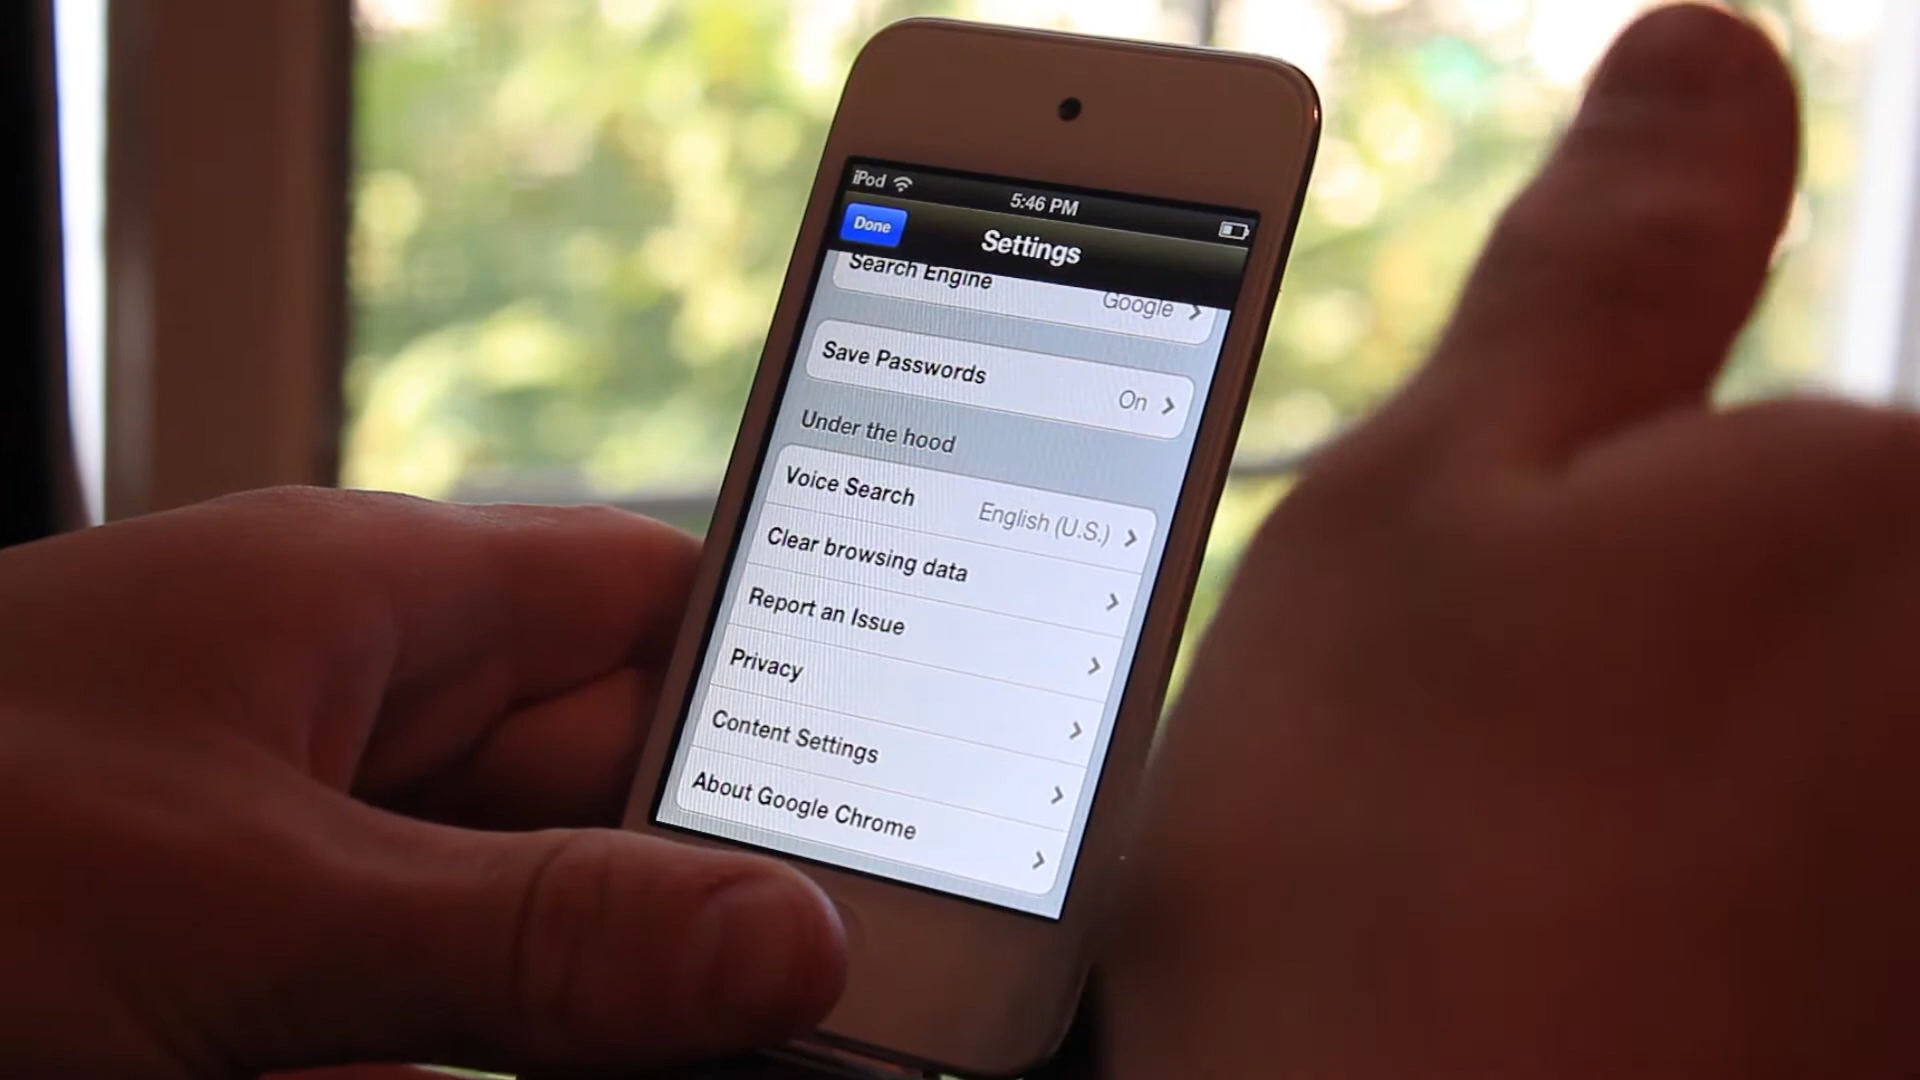 iPod
5:46 PM
Done
Settings
Search Engine Google
Save Passwords On
Under the hood
Voice Search English (U.S.)
Clear browsing data
Report an Issue
Privacy
Content Settings
About Google Chrome